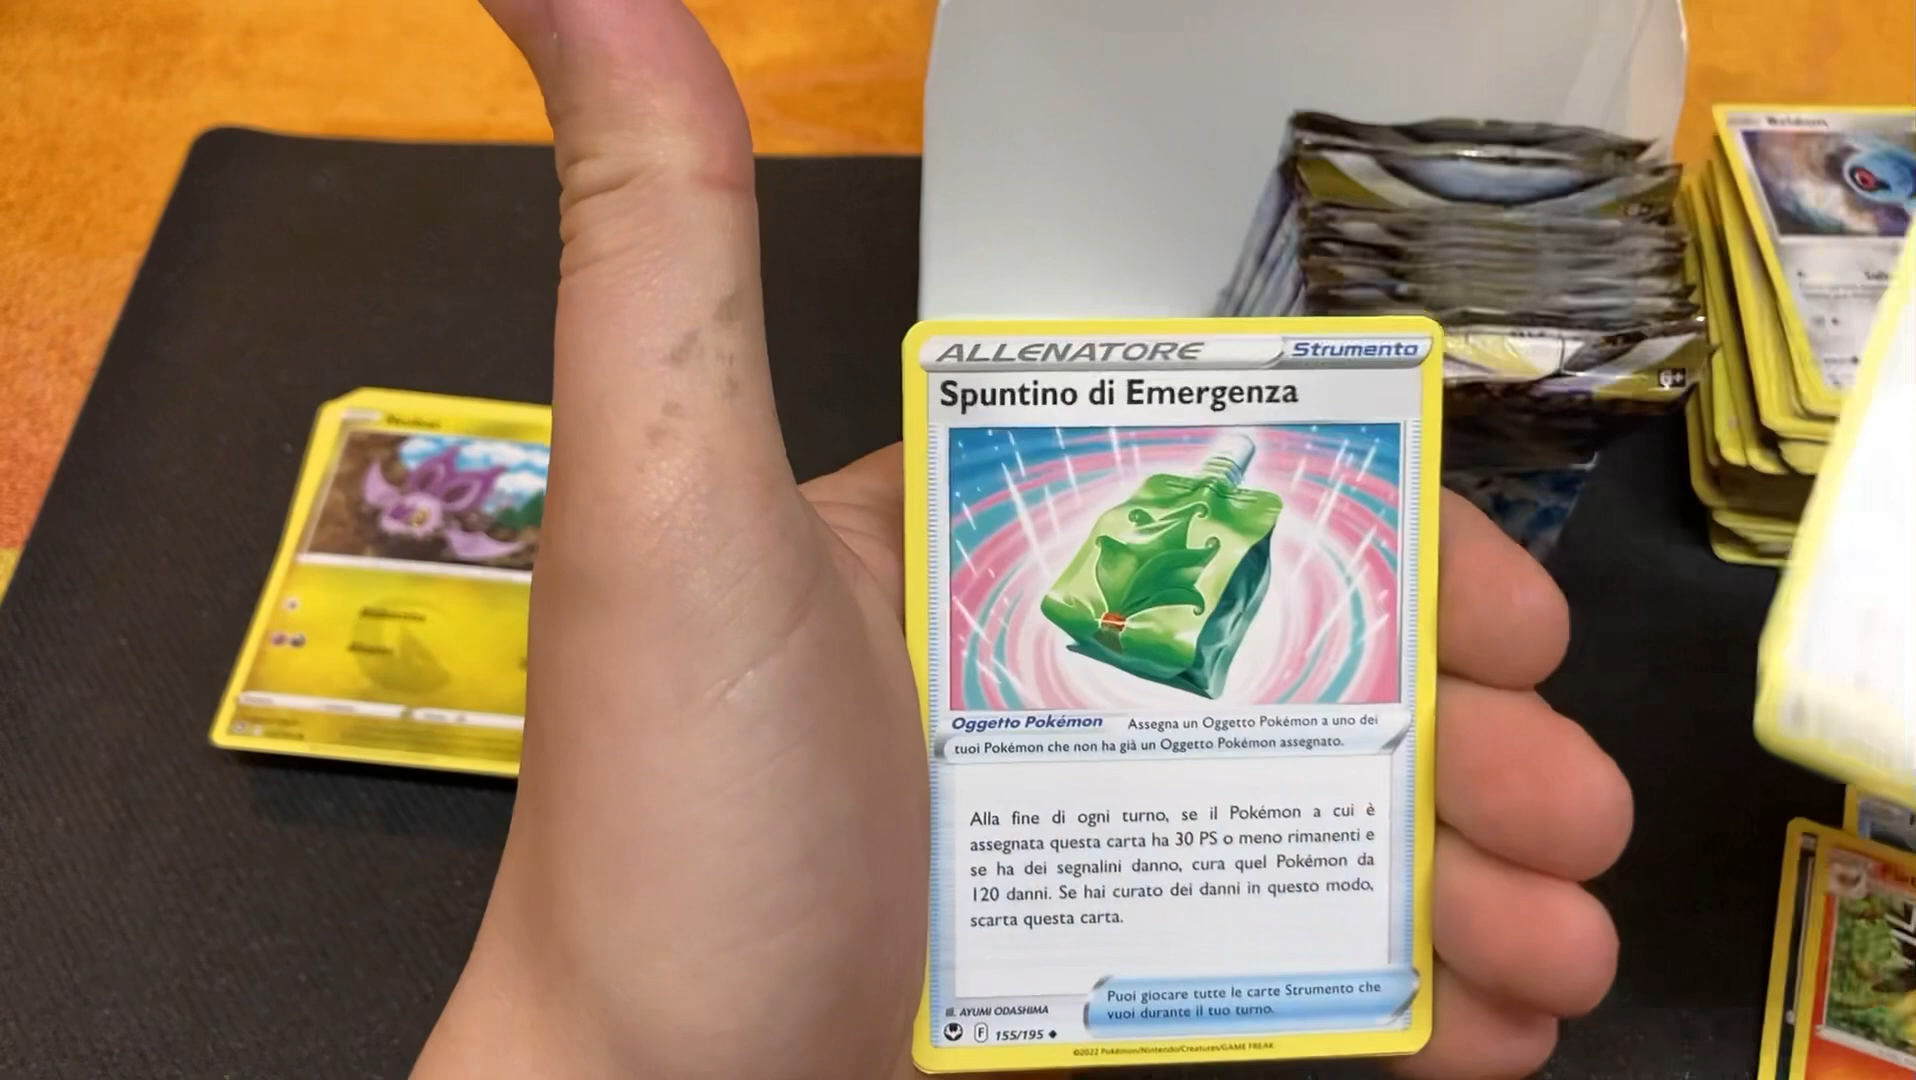 ALLENATORE
Strumento
Spuntino di Emergenza
Oggetto Pokémon Assegna un Oggetto Pokémon a uno dei
tuoi Pokémon che non ha già un Oggetto Pokémon assegnato.
Alla fine di ogni turno, se il Pokémon a cui è
assegnata questa carta ha 30 PS o meno rimanenti e
se ha dei segnalini danno, cura quel Pokémon da
120 danni. Se hai curato dei danni in questo modo,
scarta questa carta.
Puoi giocare tutte le carte Strumento che
vuoi durante il tuo turno.
Ill. AYUMI ODASHIMA
F 155/195
©2022 Pokémon/Nintendo/Creatures/GAME FREAK
Beldum
6+